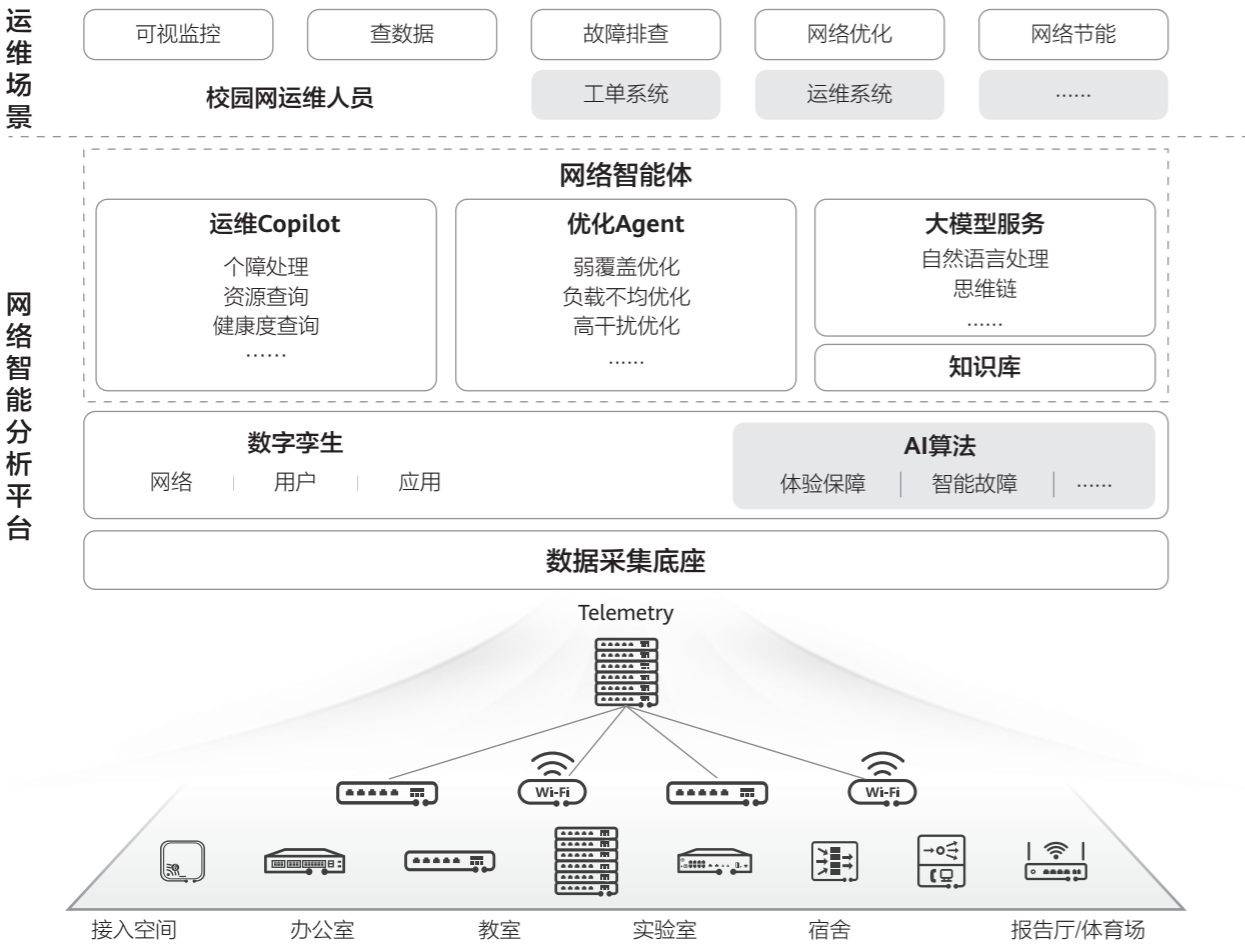 运维场景
可视监控
查数据
故障排查
网络优化
网络节能
校园网运维人员
工单系统
运维系统
······
网络智能分析平台
网络智能体
运维Copilot
个障处理
资源查询
健康度查询
······
优化Agent
弱覆盖优化
负载不均优化
高干扰优化
······
大模型服务
自然语言处理
思维链
······
知识库
数字孪生
网络
用户
应用
AI算法
体验保障
智能故障
······
数据采集底座
Telemetry
Wi-Fi
Wi-Fi
接入空间
办公室
教室
实验室
宿舍
报告厅/体育场